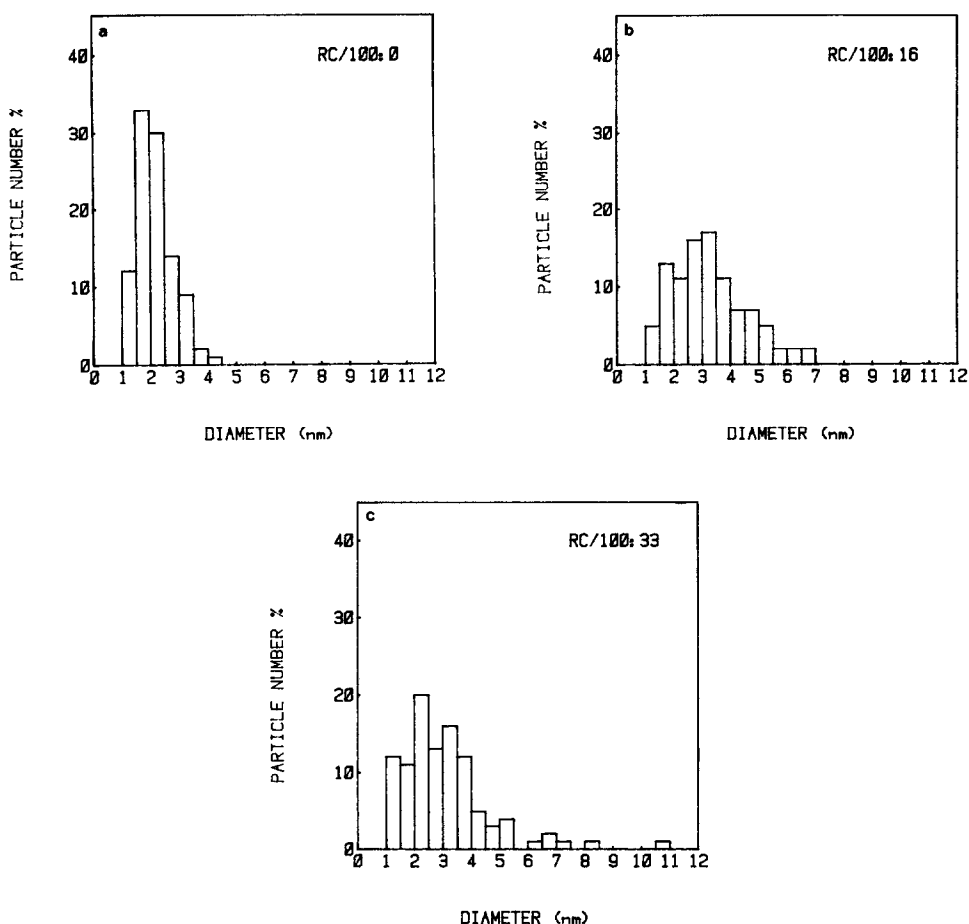 a
RC/100:0
40
30
20
10
0
PARTICLE NUMBER %
0 1 2 3 4 5 6 7 8 9 10 11 12
DIAMETER (nm)
b
RC/100:16
40
30
20
10
0
PARTICLE NUMBER %
0 1 2 3 4 5 6 7 8 9 10 11 12
DIAMETER (nm)
c
RC/100:33
40
30
20
10
0
PARTICLE NUMBER %
0 1 2 3 4 5 6 7 8 9 10 11 12
DIAMETER (nm)